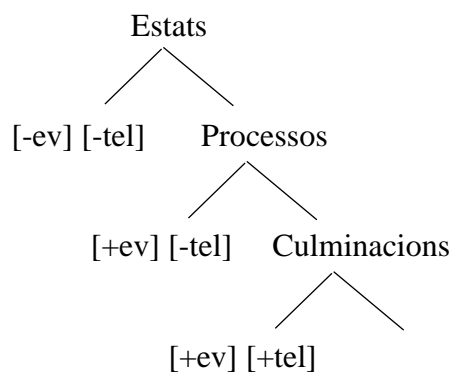 Estats
[-ev] [-tel] Processos
[+ev] [-tel] Culminacions
[+ev] [+tel]